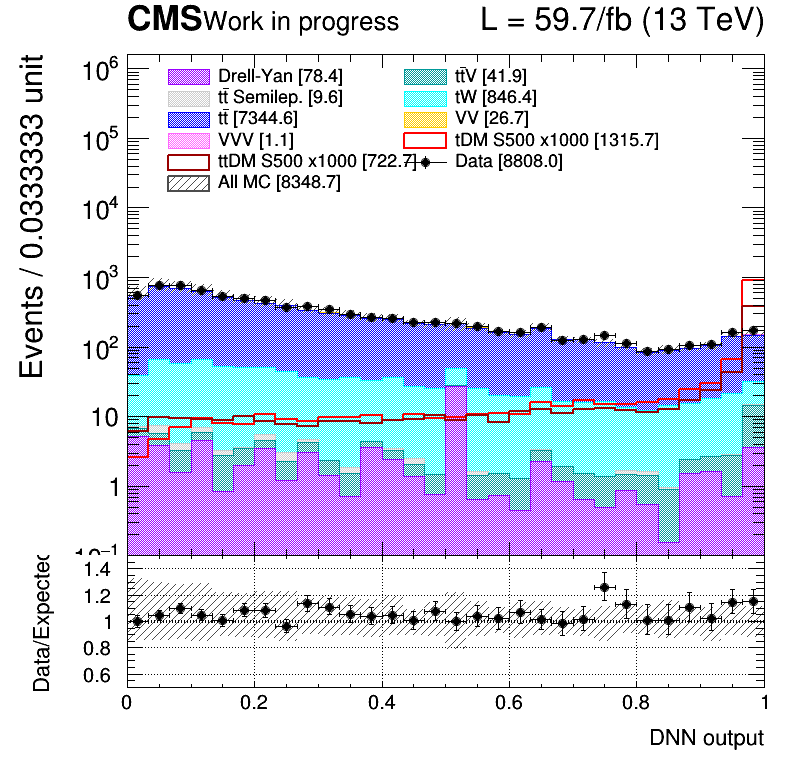 CMS Work in progress L = 59.7/fb (13 TeV)
Events / 0.0333333 unit
10⁶
10⁵
10⁴
10³
10²
10
1
10⁻¹
Drell-Yan [78.4]
tt̄V [41.9]
tt̄ Semilep. [9.6]
tW [846.4]
tt̄ [7344.6]
VV [26.7]
VVV [1.1]
tDM S500 x1000 [1315.7]
ttDM S500 x1000 [722.7]
Data [8808.0]
All MC [8348.7]
Data/Expected
1.4
1.2
1
0.8
0.6
0 0.2 0.4 0.6 0.8 1
DNN output